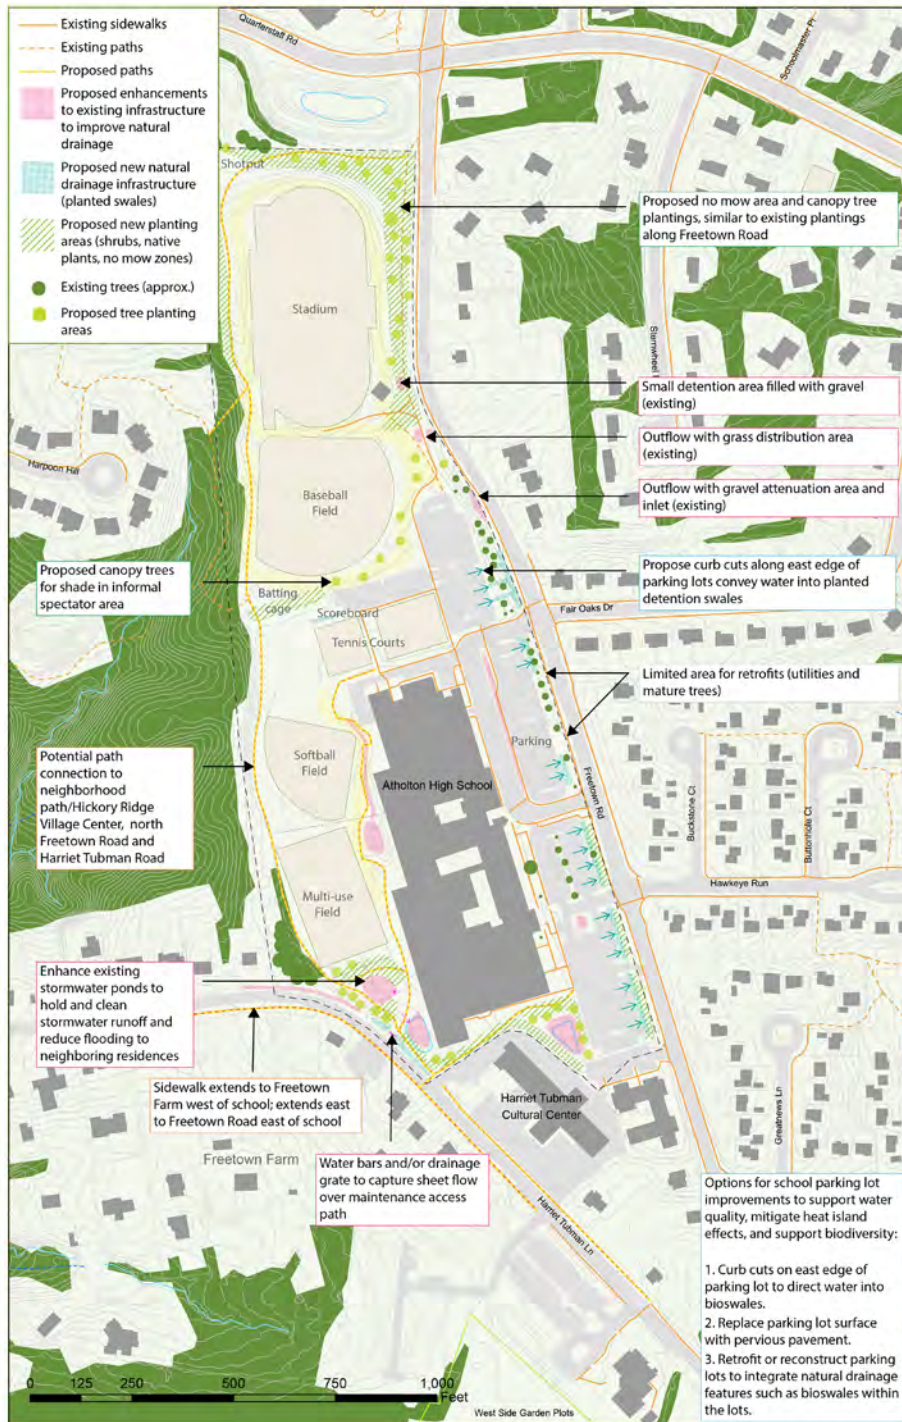 Existing sidewalks
Existing paths
Proposed paths
Proposed enhancements
to existing infrastructure
to improve natural
drainage
Proposed new natural
drainage infrastructure
(planted swales)
Proposed new planting
areas (shrubs, native
plants, no mow zones)
Existing trees (approx.)
Proposed tree planting
areas
Quarterstaff Rd
Schoolmaster Pl
Shotput
Proposed no mow area and canopy tree
plantings, similar to existing plantings
along Freetown Road
Stadium
Small detention area filled with gravel
(existing)
Outflow with grass distribution area
(existing)
Harpoon Hill
Baseball
Field
Outflow with gravel attenuation area and
inlet (existing)
Proposed canopy trees
for shade in informal
spectator area
Batting
cage
Scoreboard
Tennis Courts
Propose curb cuts along east edge of
parking lots convey water into planted
detention swales
Fair Oaks Dr
Limited area for retrofits (utilities and
mature trees)
Parking
Softball
Field
Atholton High School
Freetown Rd
Potential path
connection to
neighborhood
path/Hickory Ridge
Village Center, north
Freetown Road and
Harriet Tubman Road
Buckstone Ct
Buttonhole Ct
Hawkeye Run
Multi-use
Field
Enhance existing
stormwater ponds to
hold and clean
stormwater runoff and
reduce flooding to
neighboring residences
Sidewalk extends to Freetown
Farm west of school; extends east
to Freetown Road east of school
Harriet Tubman
Cultural Center
Greatnews Ln
Freetown Farm
Water bars and/or drainage
grate to capture sheet flow
over maintenance access
path
Harriet Tubman Ln
Options for school parking lot
improvements to support water
quality, mitigate heat island
effects, and support biodiversity:
1. Curb cuts on east edge of
parking lot to direct water into
bioswales.
2. Replace parking lot surface
with pervious pavement.
3. Retrofit or reconstruct parking
lots to integrate natural drainage
features such as bioswales within
the lots.
0 125 250 500 750 1,000
Feet
West Side Garden Plots